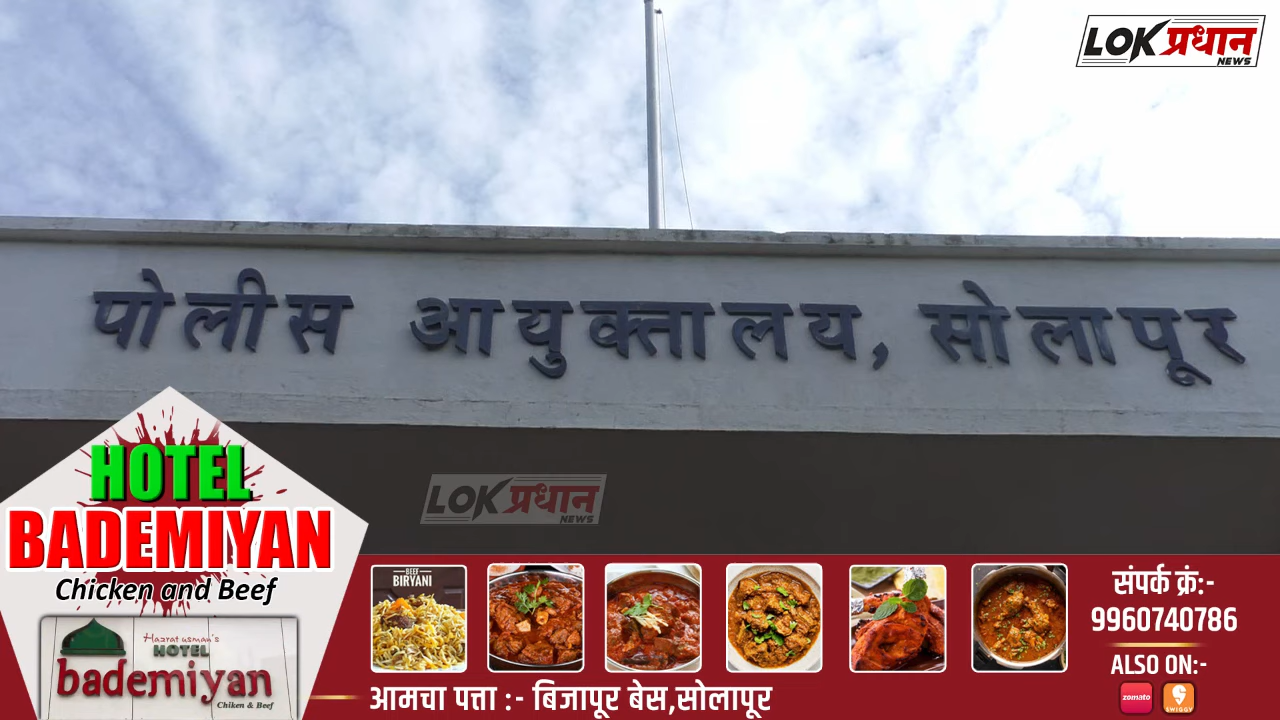 LOKप्रधान
NEWS
पोलीस आयुक्तालय, सोलापूर
LOKप्रधान
NEWS
HOTEL
BADEMIYAN
Chicken and Beef
Hazrat usman's
HOTEL
bademiyan
Chiken & Beef
BEEF
BIRYANI
संपर्क क्रं:-
9960740786
ALSO ON:-
zomato
SWIGGY
आमचा पत्ता :- बिजापूर बेस,सोलापूर